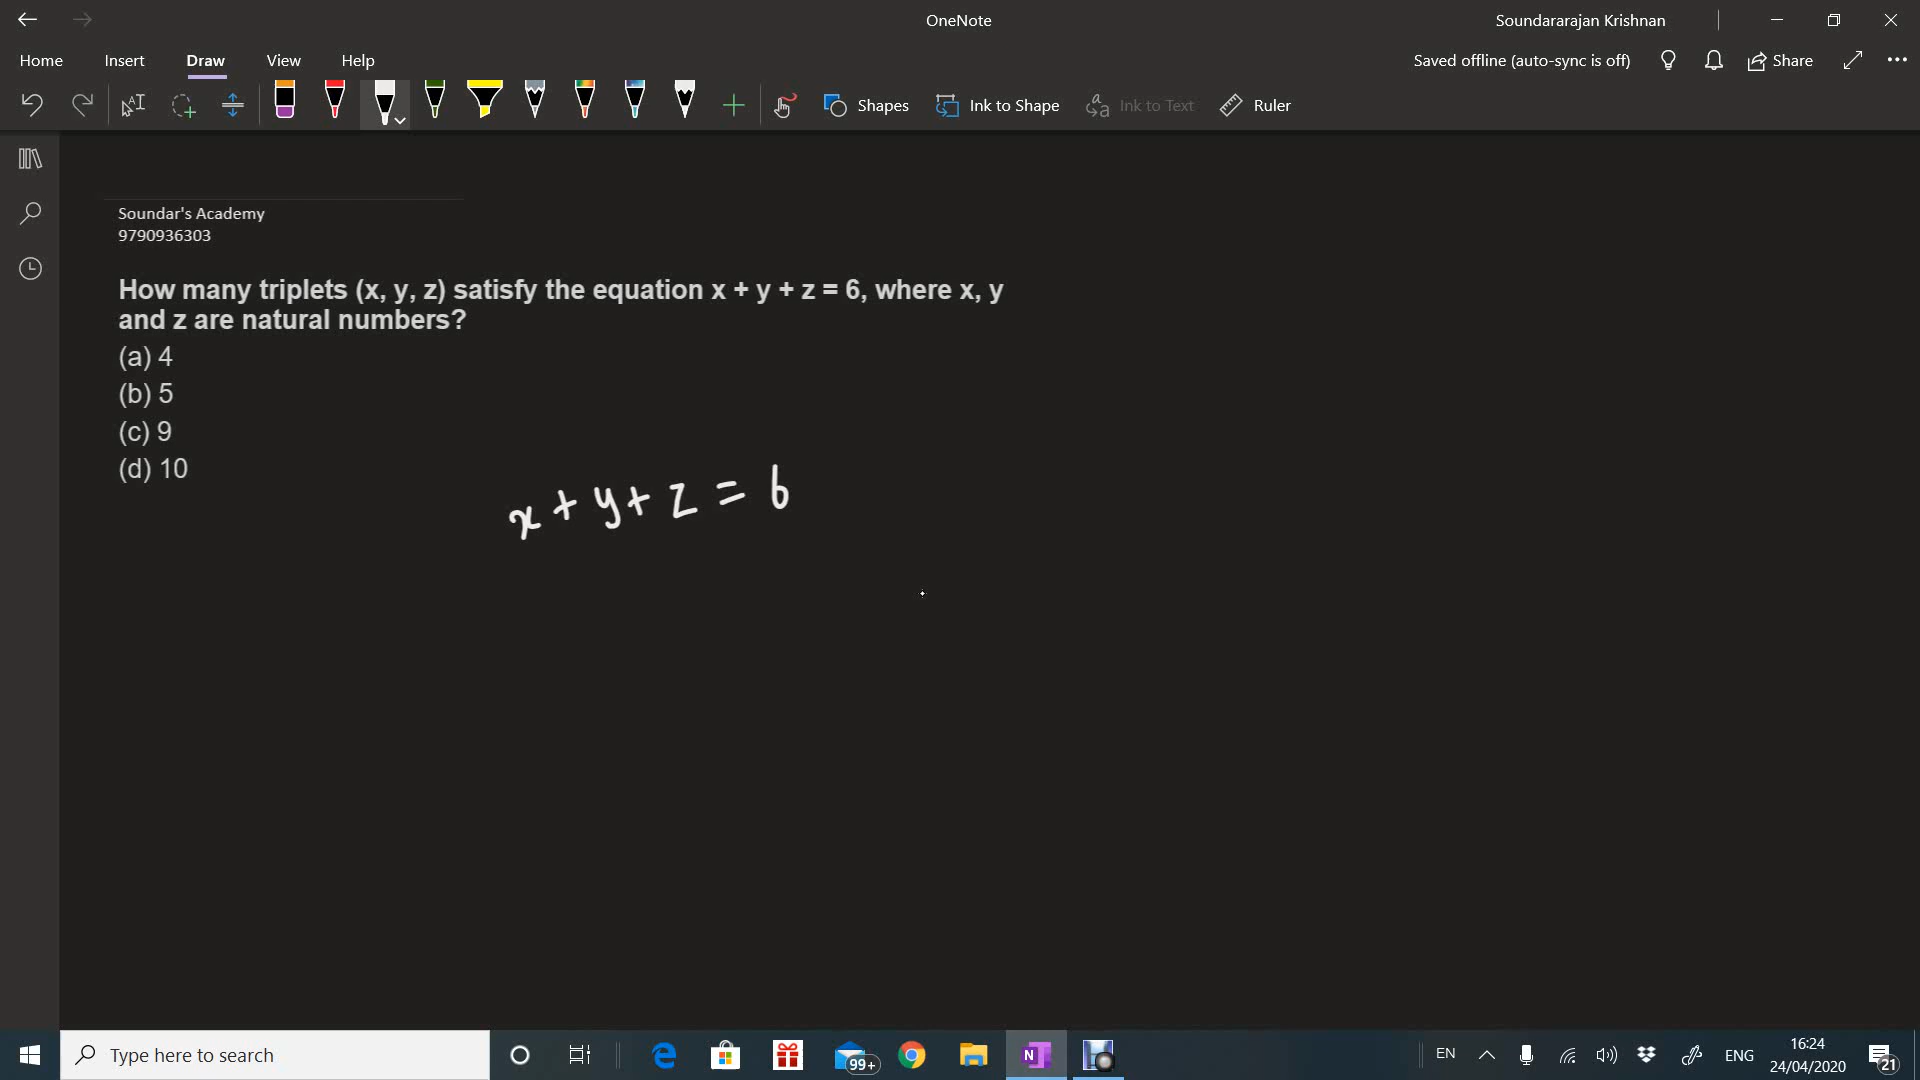 OneNote
Soundararajan Krishnan
Home Insert Draw View Help
Saved offline (auto-sync is off) Share
Shapes Ink to Shape Ink to Text Ruler
Soundar's Academy
9790936303
How many triplets (x, y, z) satisfy the equation x + y + z = 6, where x, y
and z are natural numbers?
(a) 4
(b) 5
(c) 9
(d) 10
x + y + z = 6
Type here to search
99+
EN
ENG
16:24
24/04/2020
21